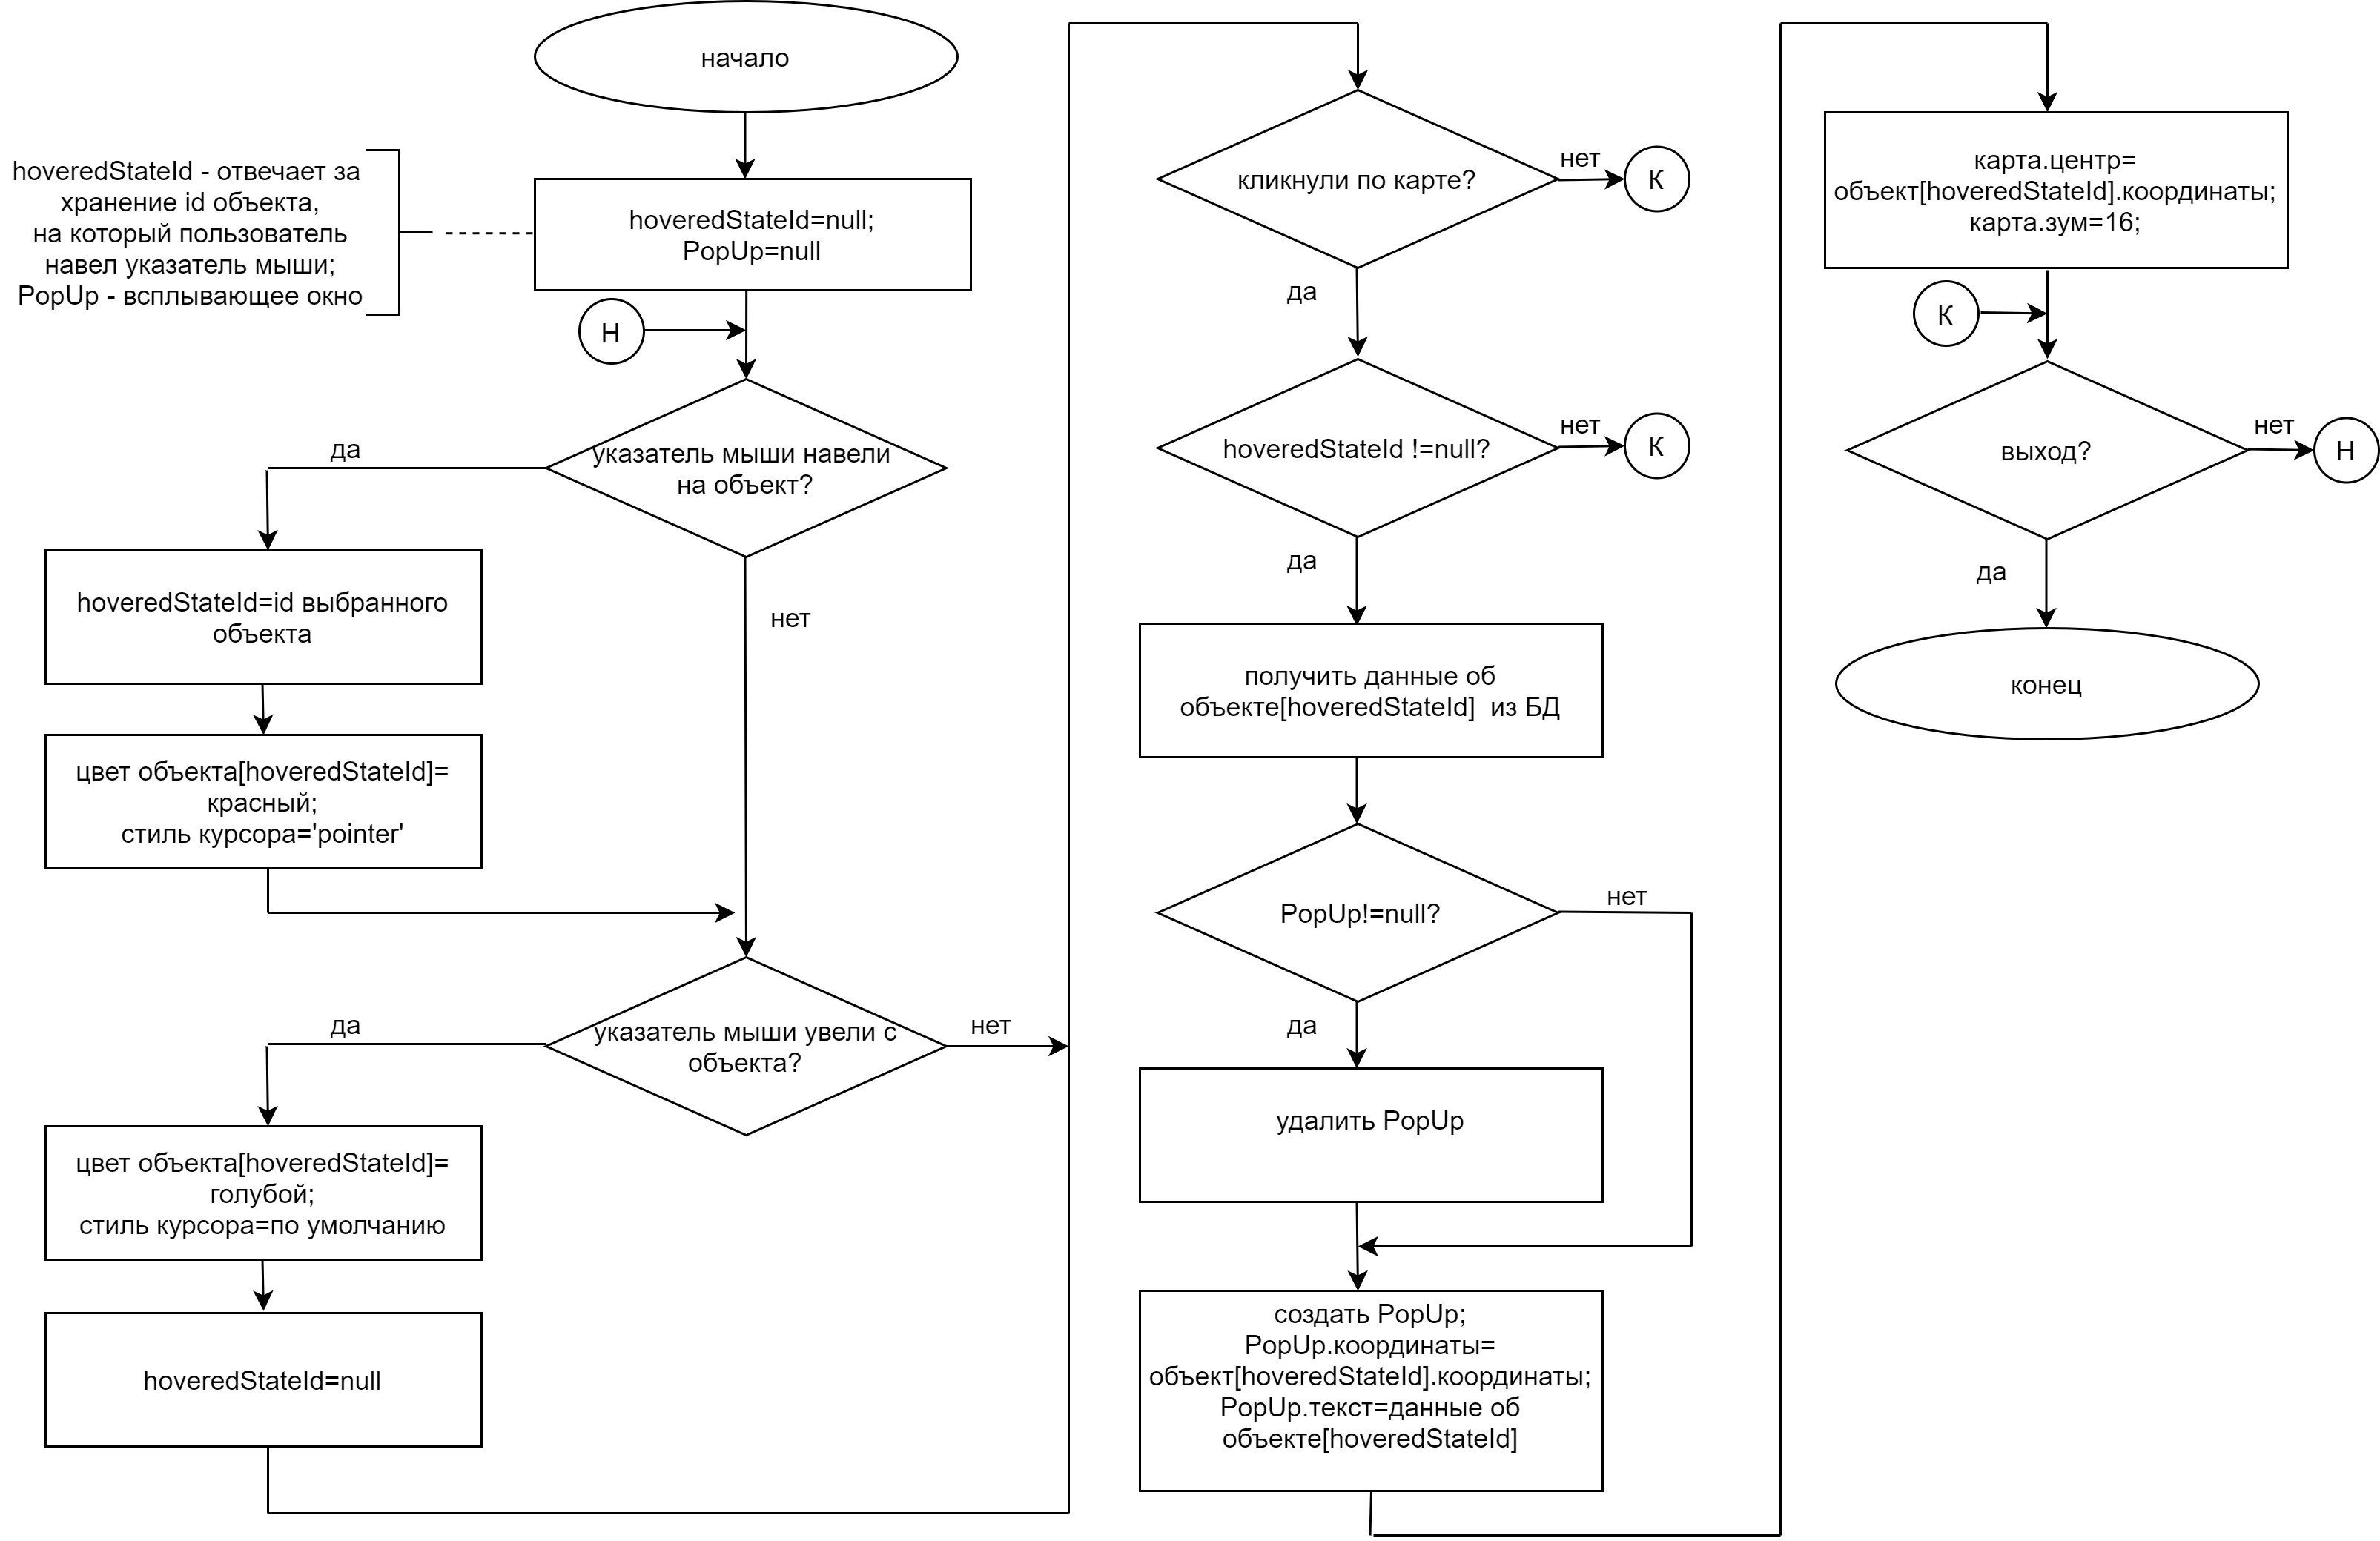 начало
hoveredStateId - отвечает за
хранение id объекта,
на который пользователь
навел указатель мыши;
PopUp - всплывающее окно
hoveredStateId=null;
PopUp=null
Н
указатель мыши навели
на объект?
да
нет
hoveredStateId=id выбранного
объекта
цвет объекта[hoveredStateId]=
красный;
стиль курсора='pointer'
указатель мыши увели с
объекта?
да
нет
цвет объекта[hoveredStateId]=
голубой;
стиль курсора=по умолчанию
hoveredStateId=null
кликнули по карте?
нет
К
да
hoveredStateId !=null?
нет
К
да
получить данные об
объекте[hoveredStateId]  из БД
PopUp!=null?
нет
да
удалить PopUp
создать PopUp;
PopUp.координаты=
объект[hoveredStateId].координаты;
PopUp.текст=данные об
объекте[hoveredStateId]
карта.центр=
объект[hoveredStateId].координаты;
карта.зум=16;
К
выход?
нет
Н
да
конец